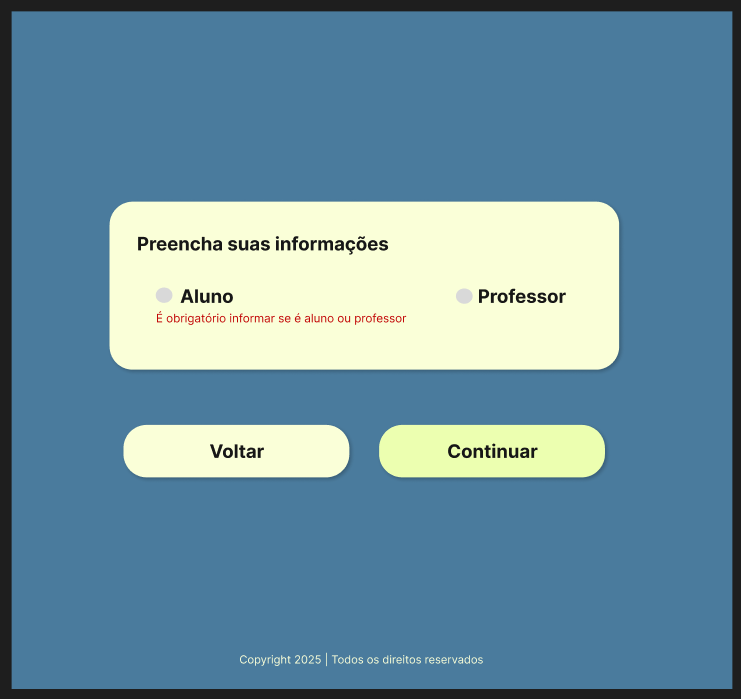 Preencha suas informações
Aluno
Professor
É obrigatório informar se é aluno ou professor
Voltar
Continuar
Copyright 2025 | Todos os direitos reservados